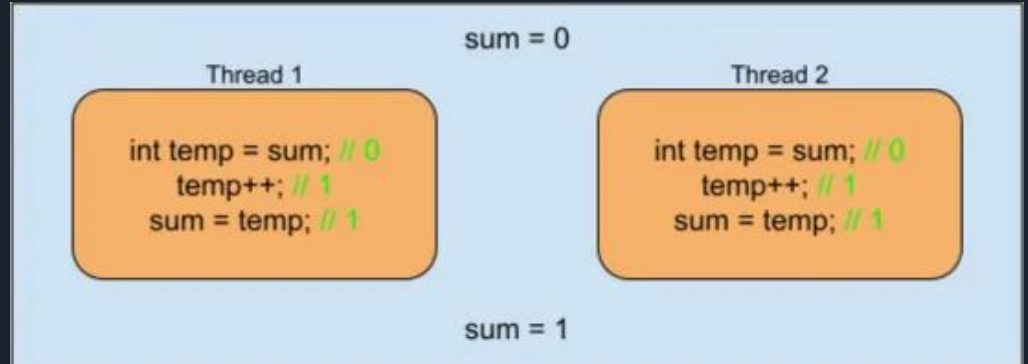 sum = 0
Thread 1
int temp = sum; // 0
temp++; // 1
sum = temp; // 1
Thread 2
int temp = sum; // 0
temp++; // 1
sum = temp; // 1
sum = 1